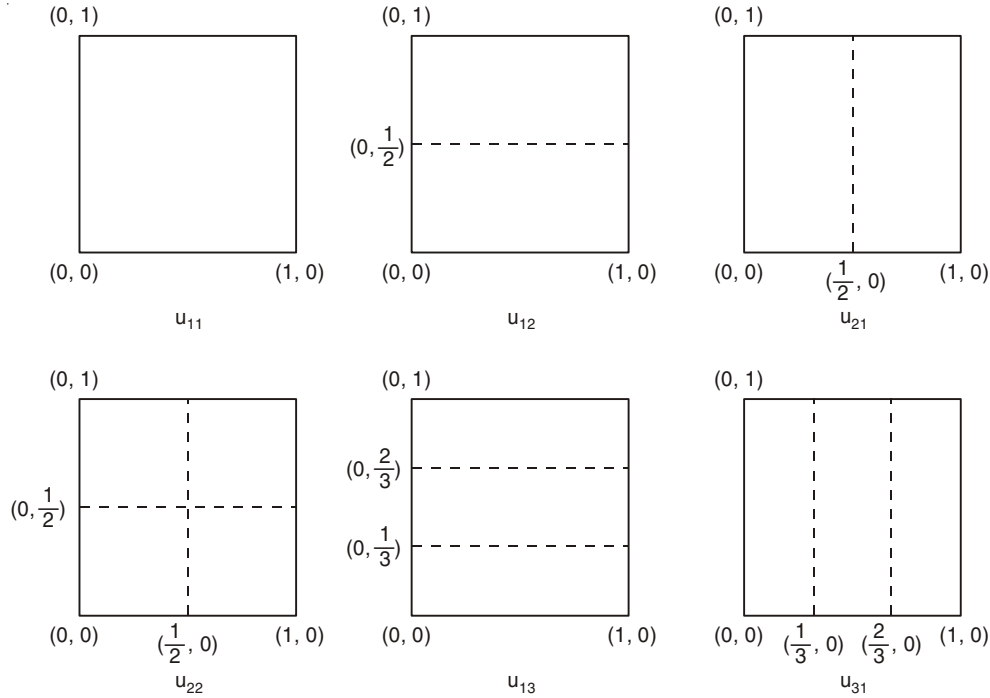 (0, 1) (0, 1) (0, 1)
(0, 1/2)
(0, 0) (1, 0) (0, 0) (1, 0) (0, 0) (1/2, 0) (1, 0)
u₁₁ u₁₂ u₂₁
(0, 1) (0, 1) (0, 1)
(0, 2/3)
(0, 1/2)
(0, 1/3)
(0, 0) (1/2, 0) (1, 0) (0, 0) (1, 0) (0, 0) (1/3, 0) (2/3, 0) (1, 0)
u₂₂ u₁₃ u₃₁